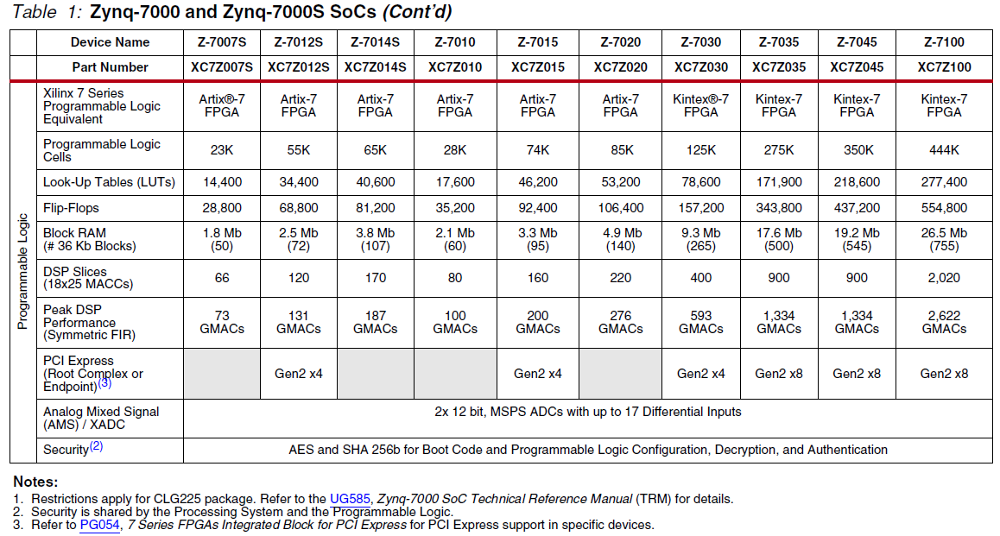 Table 1: Zynq-7000 and Zynq-7000S SoCs (Cont’d)
Device Name Z-7007S Z-7012S Z-7014S Z-7010 Z-7015 Z-7020 Z-7030 Z-7035 Z-7045 Z-7100
Part Number XC7Z007S XC7Z012S XC7Z014S XC7Z010 XC7Z015 XC7Z020 XC7Z030 XC7Z035 XC7Z045 XC7Z100
Programmable Logic
Xilinx 7 Series
Programmable Logic
Equivalent
Artix®-7
FPGA
Artix-7
FPGA
Artix-7
FPGA
Artix-7
FPGA
Artix-7
FPGA
Artix-7
FPGA
Kintex®-7
FPGA
Kintex-7
FPGA
Kintex-7
FPGA
Kintex-7
FPGA
Programmable Logic
Cells
23K 55K 65K 28K 74K 85K 125K 275K 350K 444K
Look-Up Tables (LUTs) 14,400 34,400 40,600 17,600 46,200 53,200 78,600 171,900 218,600 277,400
Flip-Flops 28,800 68,800 81,200 35,200 92,400 106,400 157,200 343,800 437,200 554,800
Block RAM
(# 36 Kb Blocks)
1.8 Mb
(50)
2.5 Mb
(72)
3.8 Mb
(107)
2.1 Mb
(60)
3.3 Mb
(95)
4.9 Mb
(140)
9.3 Mb
(265)
17.6 Mb
(500)
19.2 Mb
(545)
26.5 Mb
(755)
DSP Slices
(18x25 MACCs)
66 120 170 80 160 220 400 900 900 2,020
Peak DSP
Performance
(Symmetric FIR)
73
GMACs
131
GMACs
187
GMACs
100
GMACs
200
GMACs
276
GMACs
593
GMACs
1,334
GMACs
1,334
GMACs
2,622
GMACs
PCI Express
(Root Complex or
Endpoint)(3)
Gen2 x4 Gen2 x4 Gen2 x4 Gen2 x8 Gen2 x8 Gen2 x8
Analog Mixed Signal
(AMS) / XADC
2x 12 bit, MSPS ADCs with up to 17 Differential Inputs
Security(2) AES and SHA 256b for Boot Code and Programmable Logic Configuration, Decryption, and Authentication
Notes:
1. Restrictions apply for CLG225 package. Refer to the UG585, Zynq-7000 SoC Technical Reference Manual (TRM) for details.
2. Security is shared by the Processing System and the Programmable Logic.
3. Refer to PG054, 7 Series FPGAs Integrated Block for PCI Express for PCI Express support in specific devices.